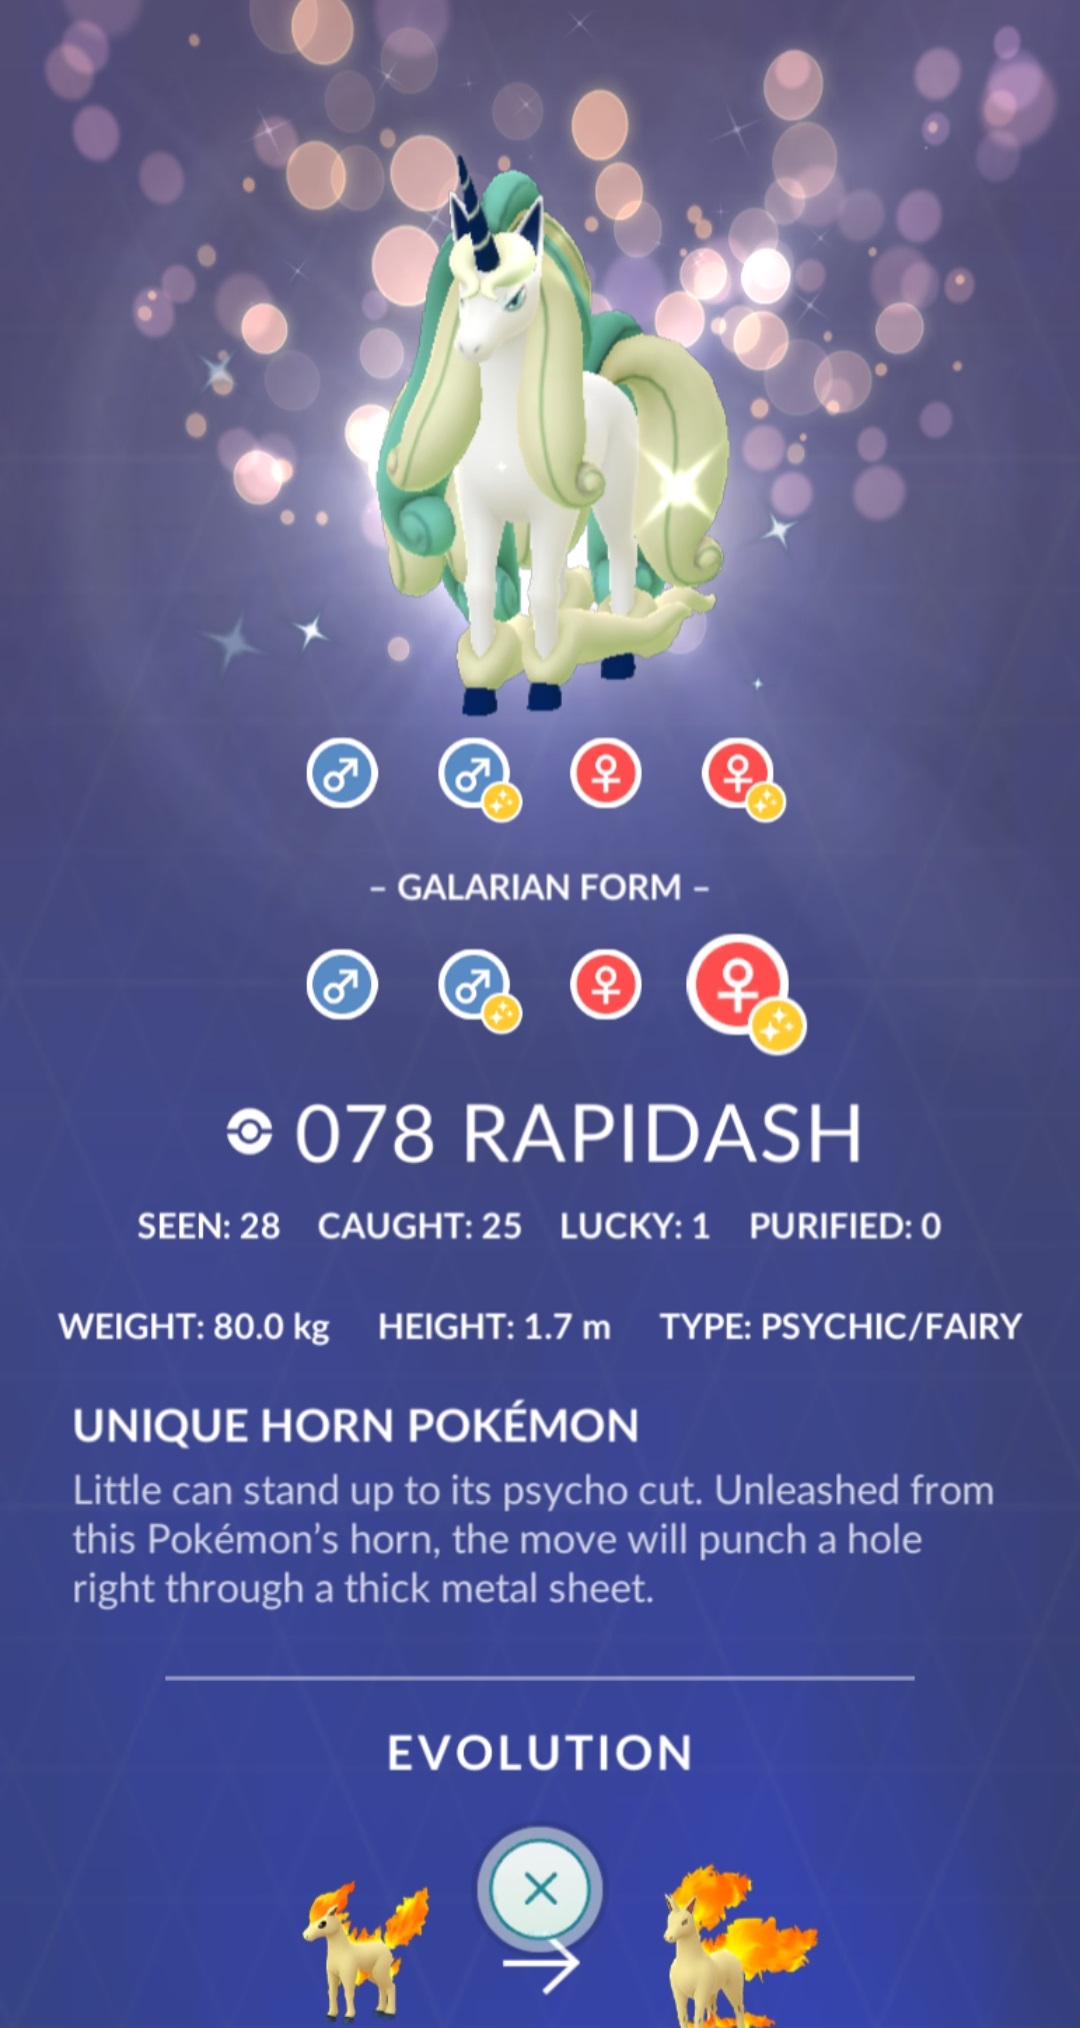 – GALARIAN FORM –
078 RAPIDASH
SEEN: 28 CAUGHT: 25 LUCKY: 1 PURIFIED: 0
WEIGHT: 80.0 kg HEIGHT: 1.7 m TYPE: PSYCHIC/FAIRY
UNIQUE HORN POKÉMON
Little can stand up to its psycho cut. Unleashed from
this Pokémon’s horn, the move will punch a hole
right through a thick metal sheet.
EVOLUTION